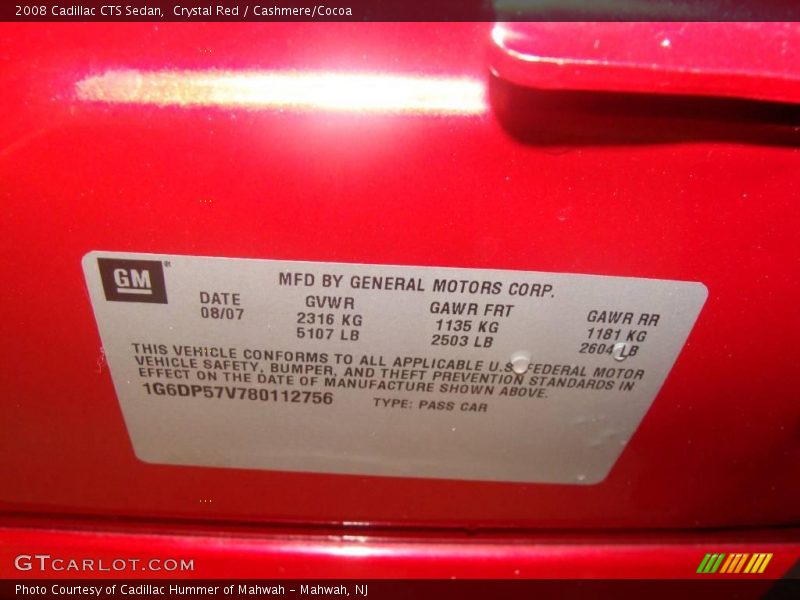 2008 Cadillac CTS Sedan,  Crystal Red / Cashmere/Cocoa
GM
MFD BY GENERAL MOTORS CORP.
DATE
08/07
GVWR
2316 KG
5107 LB
GAWR FRT
1135 KG
2503 LB
GAWR RR
1181 KG
2604 LB
THIS VEHICLE CONFORMS TO ALL APPLICABLE U.S. FEDERAL MOTOR
VEHICLE SAFETY, BUMPER, AND THEFT PREVENTION STANDARDS IN
EFFECT ON THE DATE OF MANUFACTURE SHOWN ABOVE.
1G6DP57V780112756
TYPE: PASS CAR
GTCARLOT.COM
Photo Courtesy of Cadillac Hummer of Mahwah - Mahwah, NJ